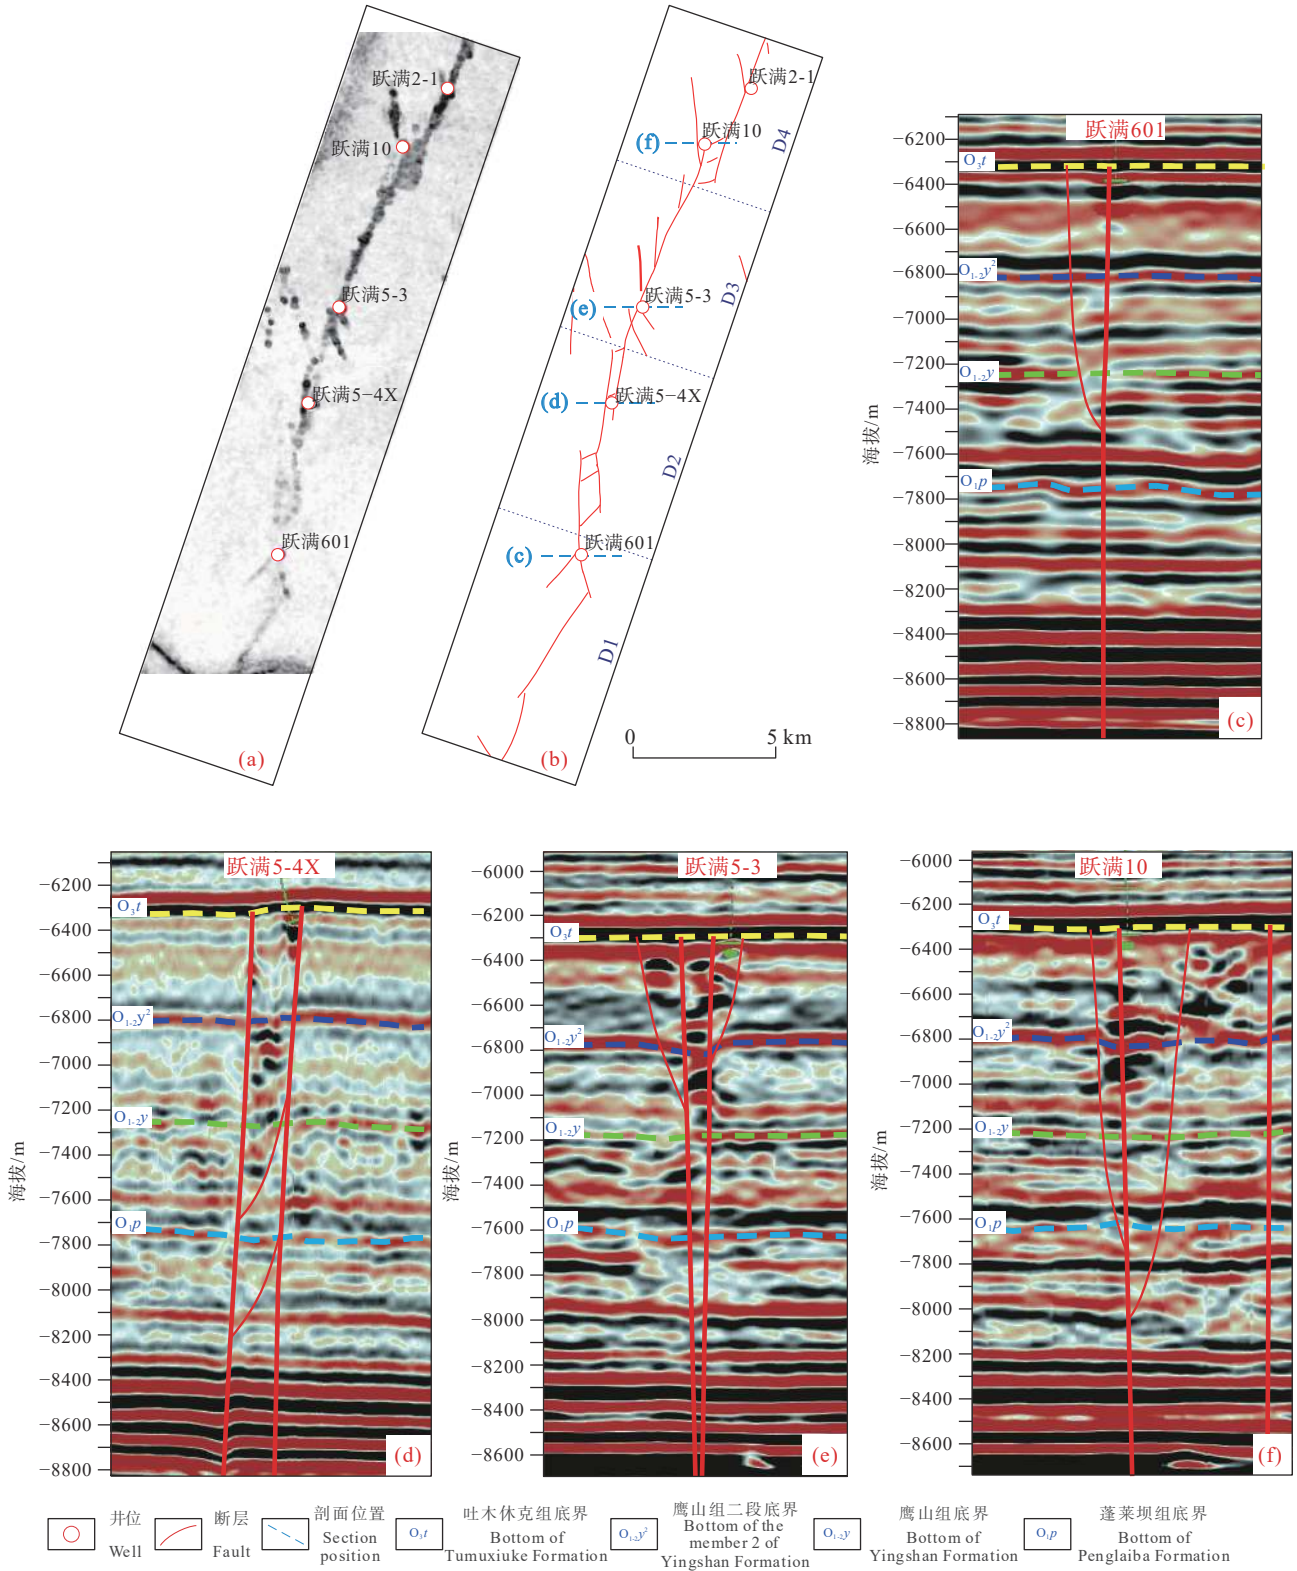 跃满2-1
跃满10
跃满5-3
跃满5-4X
跃满601
(a)
跃满2-1
跃满10
(f)
D4
跃满5-3
(e)
D3
跃满5-4X
(d)
D2
跃满601
(c)
D1
(b)
0 5 km
跃满601
海拔/m
−6200
O₃t
−6400
−6600
−6800
O₁₋₂y²
−7000
−7200
O₁₋₂y
−7400
−7600
O₁p
−7800
−8000
−8200
−8400
−8600
−8800
(c)
跃满5-4X
海拔/m
−6200
O₃t
−6400
−6600
−6800
O₁₋₂y²
−7000
−7200
O₁₋₂y
−7400
−7600
O₁p
−7800
−8000
−8200
−8400
−8600
−8800
(d)
跃满5-3
海拔/m
−6000
−6200
O₃t
−6400
−6600
O₁₋₂y²
−6800
−7000
O₁₋₂y
−7200
−7400
−7600
O₁p
−7800
−8000
−8200
−8400
−8600
(e)
跃满10
海拔/m
−6000
−6200
O₃t
−6400
−6600
O₁₋₂y²
−6800
−7000
O₁₋₂y
−7200
−7400
−7600
O₁p
−7800
−8000
−8200
−8400
−8600
(f)
井位
Well
断层
Fault
剖面位置
Section
position
O₃t
吐木休克组底界
Bottom of
Tumuxiuke Formation
O₁₋₂y²
鹰山组二段底界
Bottom of the
member 2 of
Yingshan Formation
O₁₋₂y
鹰山组底界
Bottom of
Yingshan Formation
O₁p
蓬莱坝组底界
Bottom of
Penglaiba Formation